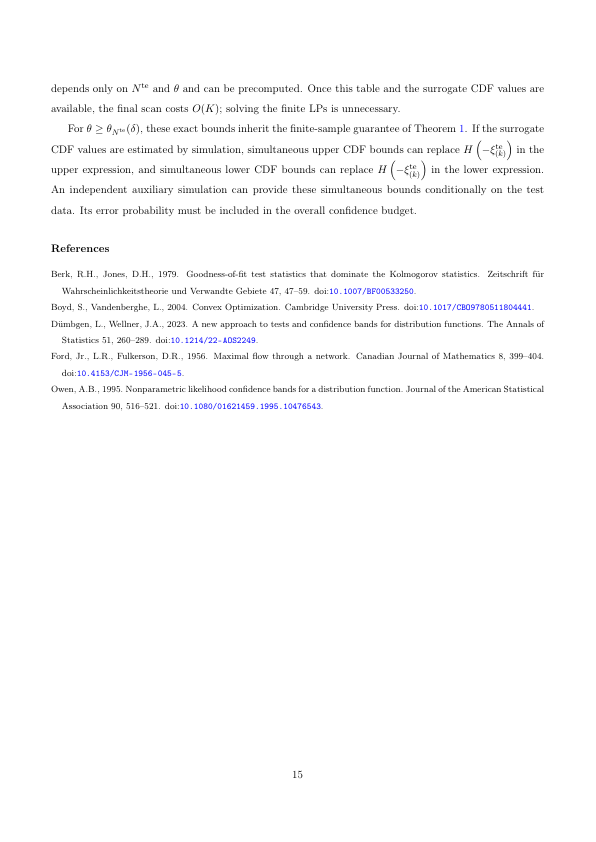 depends only on N^te and θ and can be precomputed. Once this table and the surrogate CDF values are
available, the final scan costs O(K); solving the finite LPs is unnecessary.
For θ ≥ θ_{N^te}(δ), these exact bounds inherit the finite-sample guarantee of Theorem 1. If the surrogate
CDF values are estimated by simulation, simultaneous upper CDF bounds can replace H(−ξ^te_(k)) in the
upper expression, and simultaneous lower CDF bounds can replace H(−ξ^te_(k)) in the lower expression.
An independent auxiliary simulation can provide these simultaneous bounds conditionally on the test
data. Its error probability must be included in the overall confidence budget.
References
Berk, R.H., Jones, D.H., 1979. Goodness-of-fit test statistics that dominate the Kolmogorov statistics. Zeitschrift für
Wahrscheinlichkeitstheorie und Verwandte Gebiete 47, 47–59. doi:10.1007/BF00533250.
Boyd, S., Vandenberghe, L., 2004. Convex Optimization. Cambridge University Press. doi:10.1017/CBO9780511804441.
Dümbgen, L., Wellner, J.A., 2023. A new approach to tests and confidence bands for distribution functions. The Annals of
Statistics 51, 260–289. doi:10.1214/22-AOS2249.
Ford, Jr., L.R., Fulkerson, D.R., 1956. Maximal flow through a network. Canadian Journal of Mathematics 8, 399–404.
doi:10.4153/CJM-1956-045-5.
Owen, A.B., 1995. Nonparametric likelihood confidence bands for a distribution function. Journal of the American Statistical
Association 90, 516–521. doi:10.1080/01621459.1995.10476543.
15